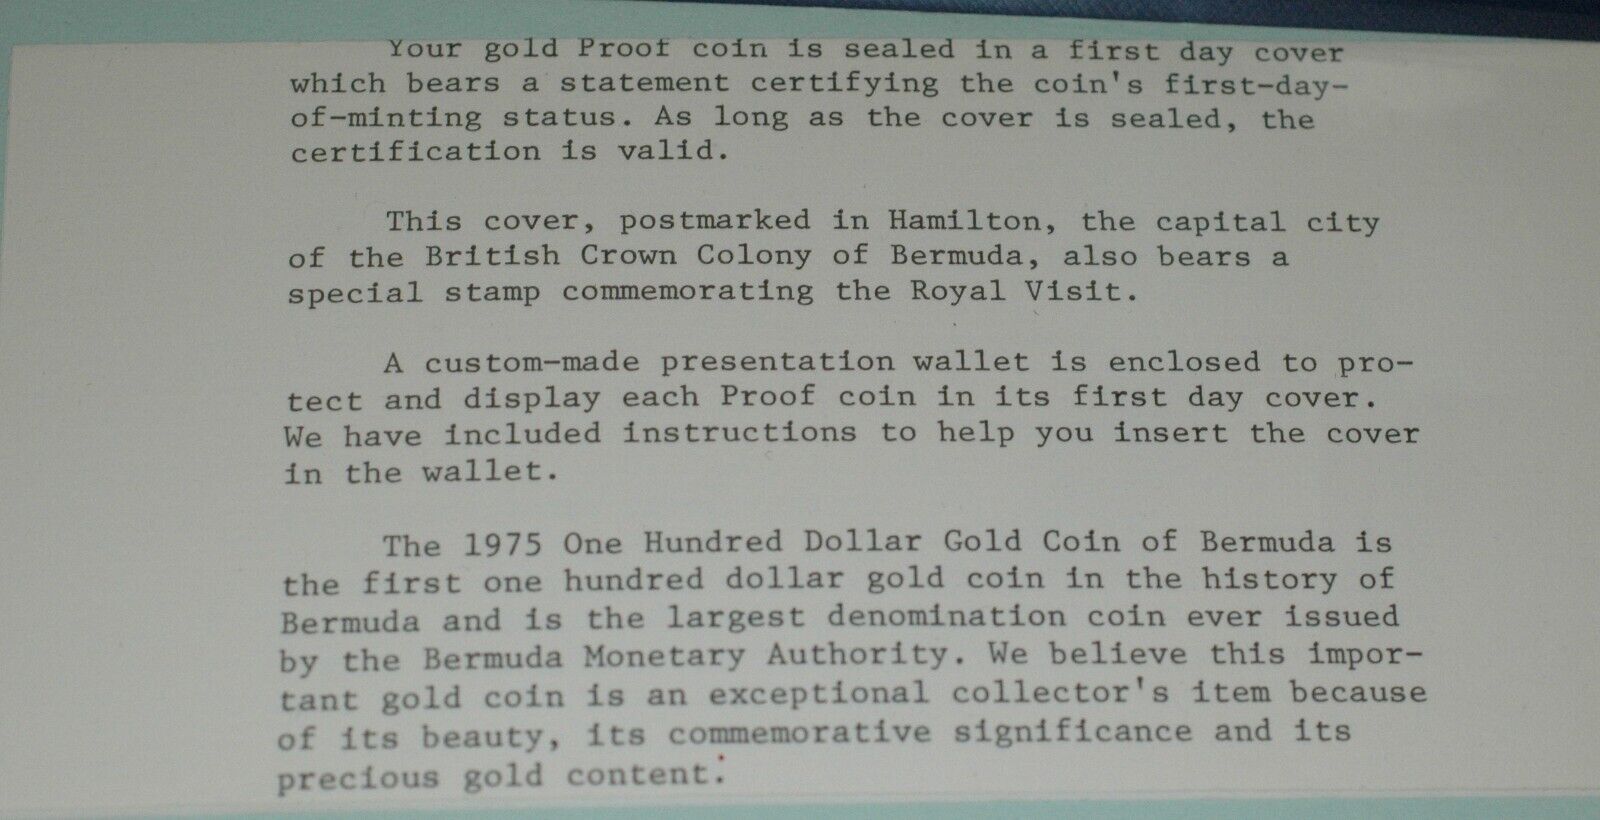 Your gold Proof coin is sealed in a first day cover
which bears a statement certifying the coin's first-day-
of-minting status. As long as the cover is sealed, the
certification is valid.
This cover, postmarked in Hamilton, the capital city
of the British Crown Colony of Bermuda, also bears a
special stamp commemorating the Royal Visit.
A custom-made presentation wallet is enclosed to pro-
tect and display each Proof coin in its first day cover.
We have included instructions to help you insert the cover
in the wallet.
The 1975 One Hundred Dollar Gold Coin of Bermuda is
the first one hundred dollar gold coin in the history of
Bermuda and is the largest denomination coin ever issued
by the Bermuda Monetary Authority. We believe this impor-
tant gold coin is an exceptional collector's item because
of its beauty, its commemorative significance and its
precious gold content.